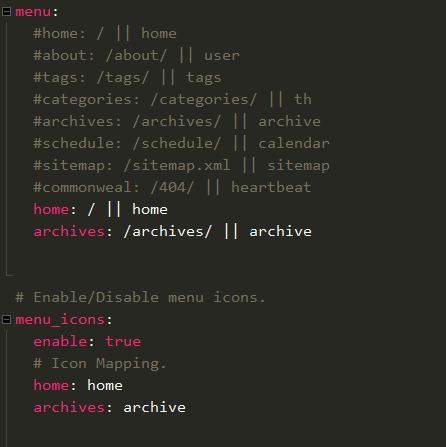 menu:
#home: / || home
#about: /about/ || user
#tags: /tags/ || tags
#categories: /categories/ || th
#archives: /archives/ || archive
#schedule: /schedule/ || calendar
#sitemap: /sitemap.xml || sitemap
#commonweal: /404/ || heartbeat
home: / || home
archives: /archives/ || archive
# Enable/Disable menu icons.
menu_icons:
enable: true
# Icon Mapping.
home: home
archives: archive